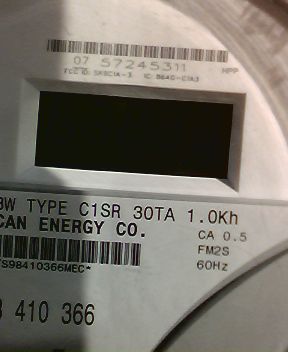 07 57245311
FCC ID: SK9C1A-3 IC: 864G-C1A3 HPP
3W TYPE C1SR 30TA 1.0Kh
CAN ENERGY CO.
CA 0.5
FM2S
60Hz
S98410366MEC*
410 366